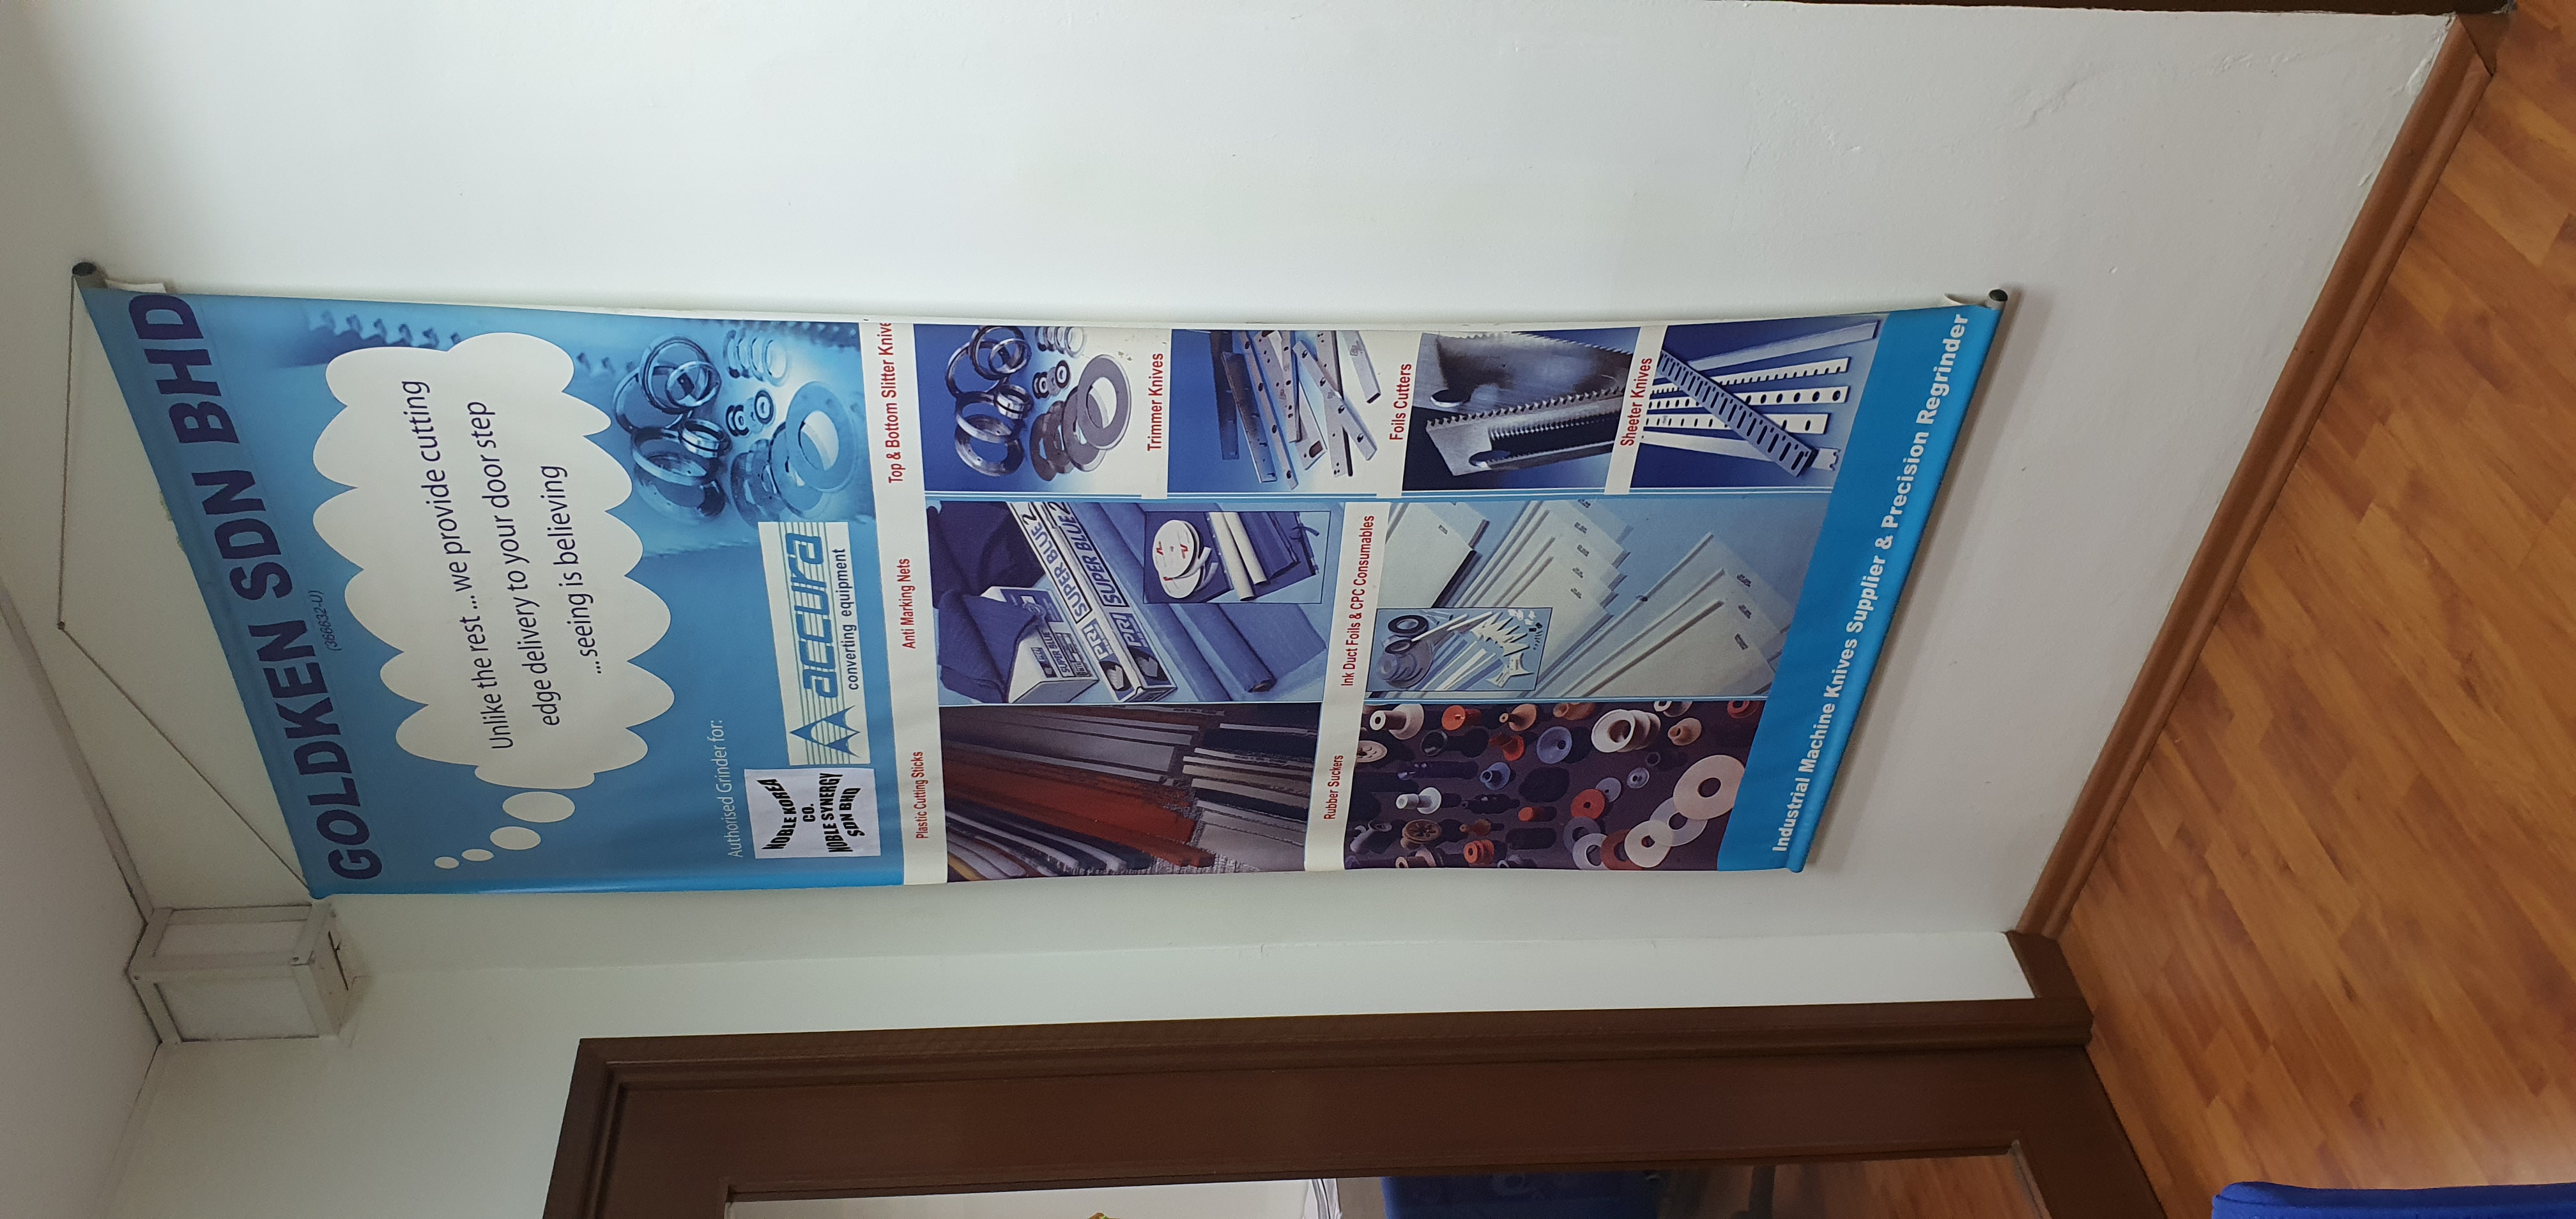 GOLDKEN SDN BHD
(366632-U)
Unlike the rest ... we provide cutting
edge delivery to your door step
... seeing is believing
Authorised Grinder for:
NOBLE KOREA
CO.
NOBLE SYNERGY
SDN BHD
accura
converting equipment
Plastic Cutting Sticks
Anti Marking Nets
Top & Bottom Slitter Knive
SUPER BLUE
PRI SUPER BLUE 2
PRI SUPER BLUE 2
Trimmer Knives
Rubber Suckers
Ink Duct Foils & CPC Consumables
Foils Cutters
Sheeter Knives
Industrial Machine Knives Supplier & Precision Regrinder